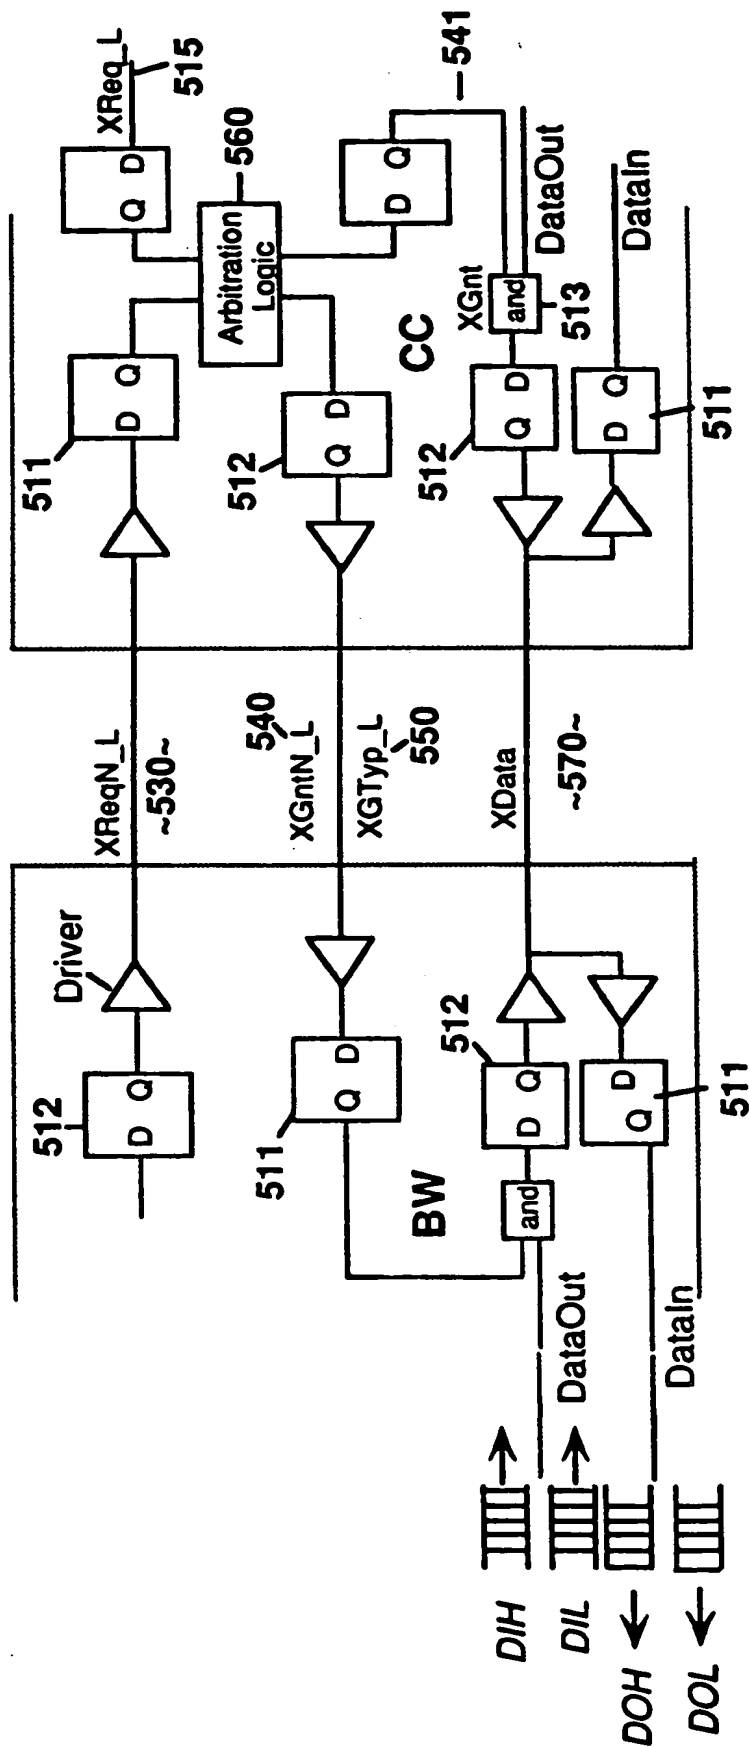 512
Driver
XReqN_L
~530~
511
XReq_L
515
D Q
D Q
Q D
560
Arbitration
Logic
540
XGntN_L
XGTyp_L
550
511
Q D
512
Q D
D Q
541
BW
CC
DIH
DIL
DOH
DOL
and
D Q
512
XData
~570~
512
Q D
XGnt
and
513
DataOut
DataOut
DataIn
Q D
511
D Q
511
DataIn